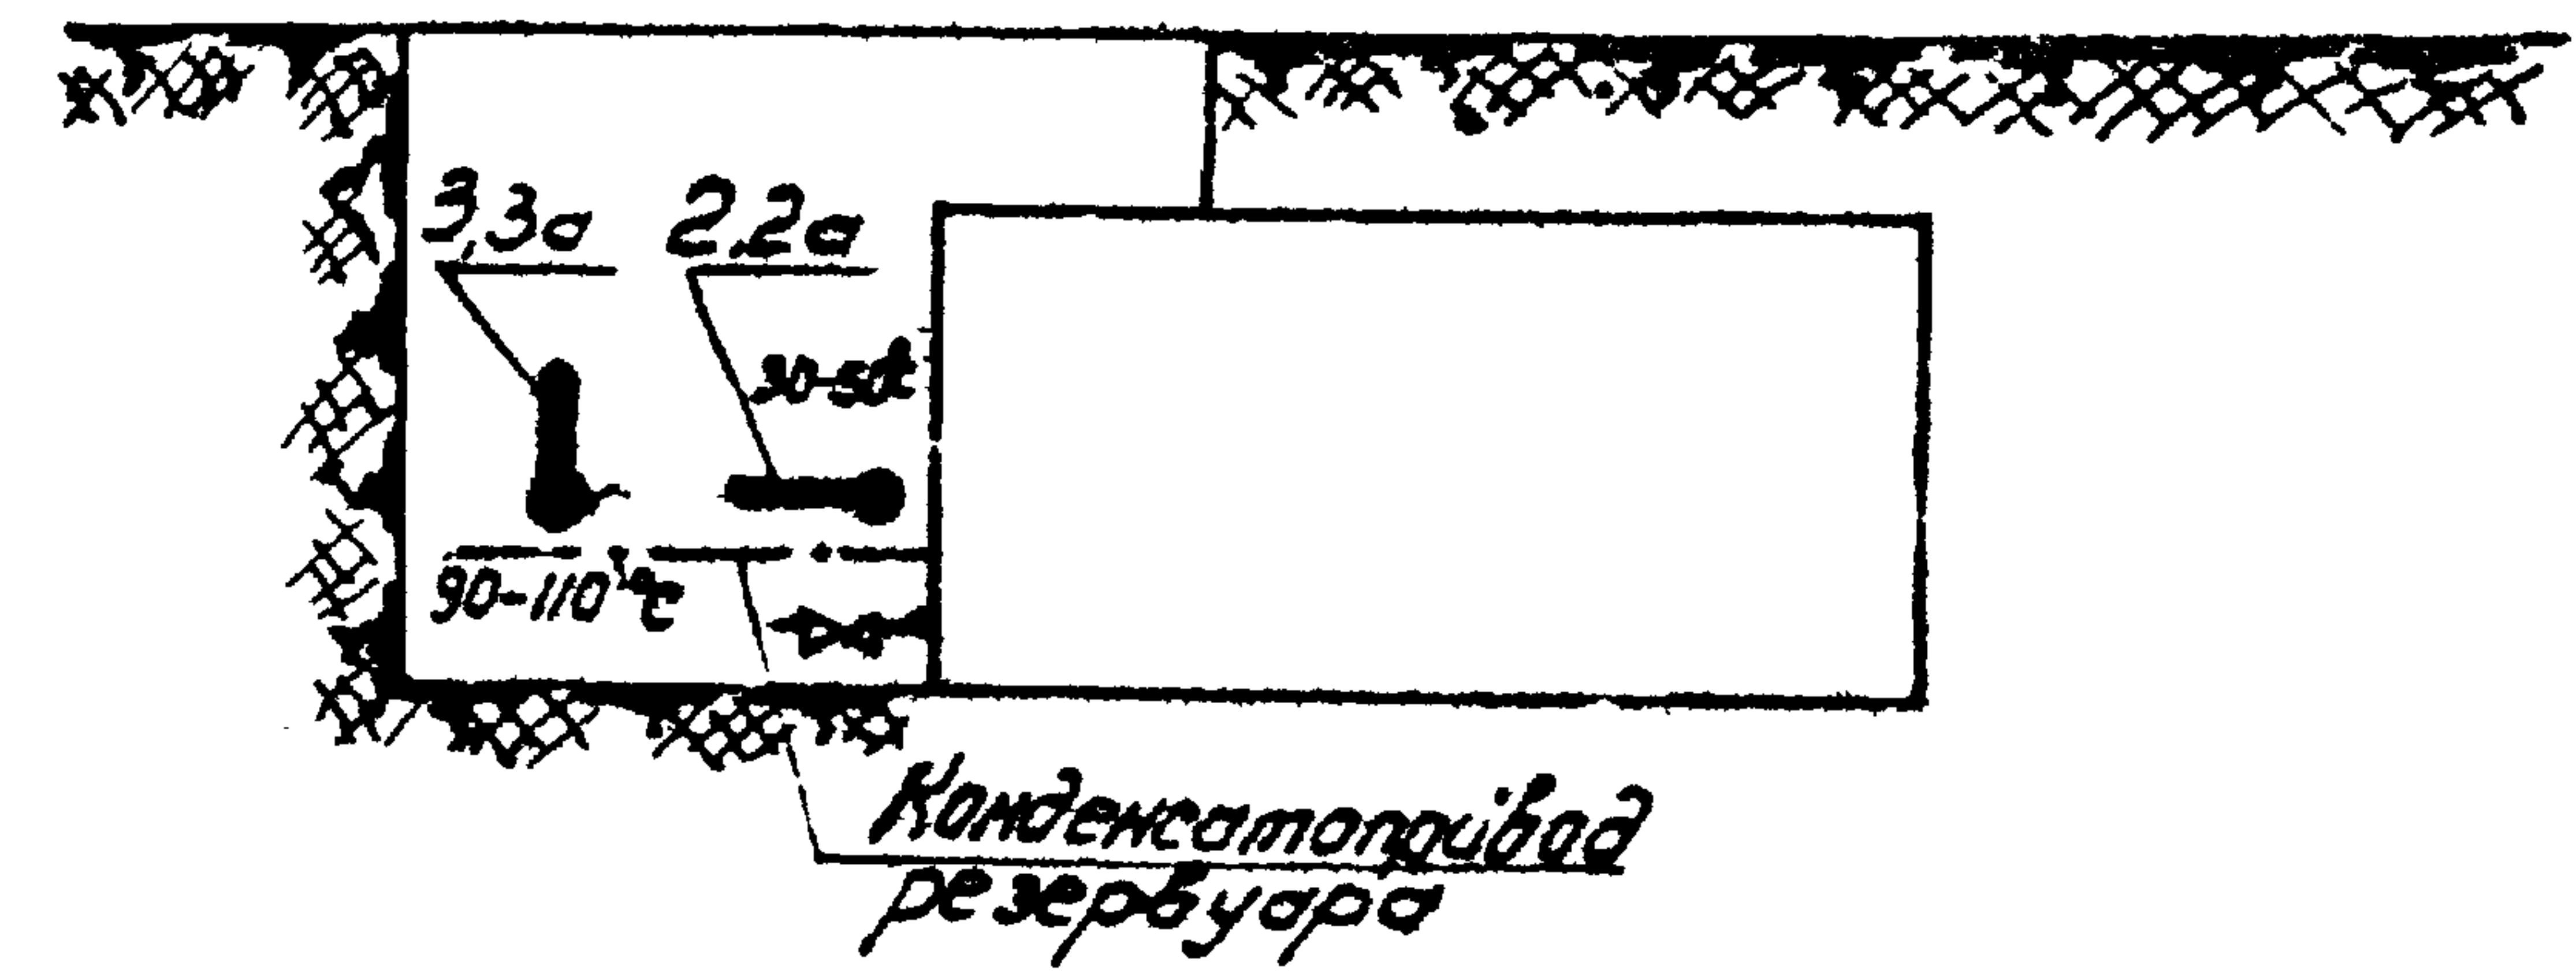 3,3а 2,2а
30-50°C
90-110°C
Конденсатопровод
резервуара